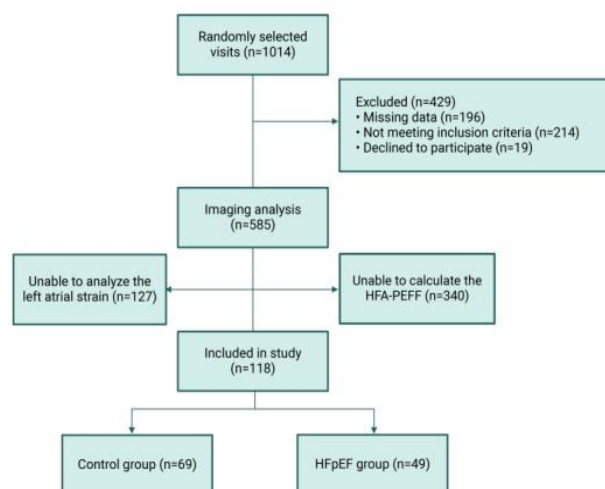 Randomly selected
visits (n=1014)
Excluded (n=429)
• Missing data (n=196)
• Not meeting inclusion criteria (n=214)
• Declined to participate (n=19)
Imaging analysis
(n=585)
Unable to analyze the
left atrial strain (n=127)
Unable to calculate the
HFA-PEFF (n=340)
Included in study
(n=118)
Control group (n=69)
HFpEF group (n=49)